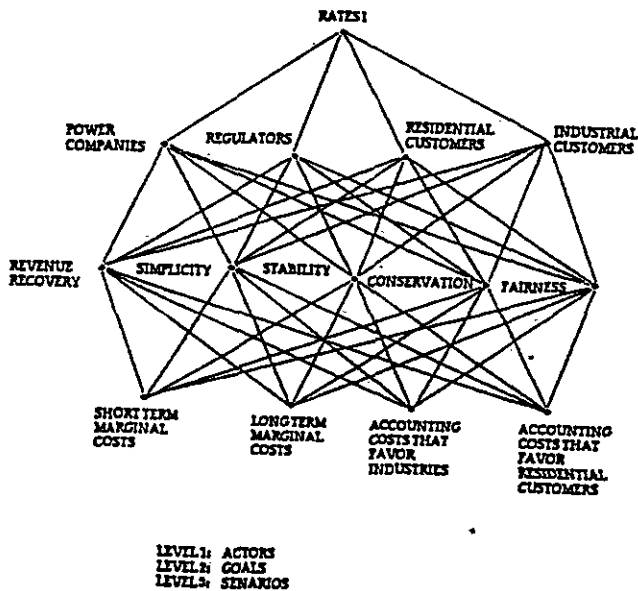 RATES1
POWER
COMPANIES
REGULATORS
RESIDENTIAL
CUSTOMERS
INDUSTRIAL
CUSTOMERS
REVENUE
RECOVERY
SIMPLICITY
STABILITY
CONSERVATION
FAIRNESS
SHORT TERM
MARGINAL
COSTS
LONG TERM
MARGINAL
COSTS
ACCOUNTING
COSTS THAT
FAVOR
INDUSTRIES
ACCOUNTING
COSTS THAT
FAVOR
RESIDENTIAL
CUSTOMERS
LEVEL1: ACTORS
LEVEL2: GOALS
LEVEL3: SENARIOS